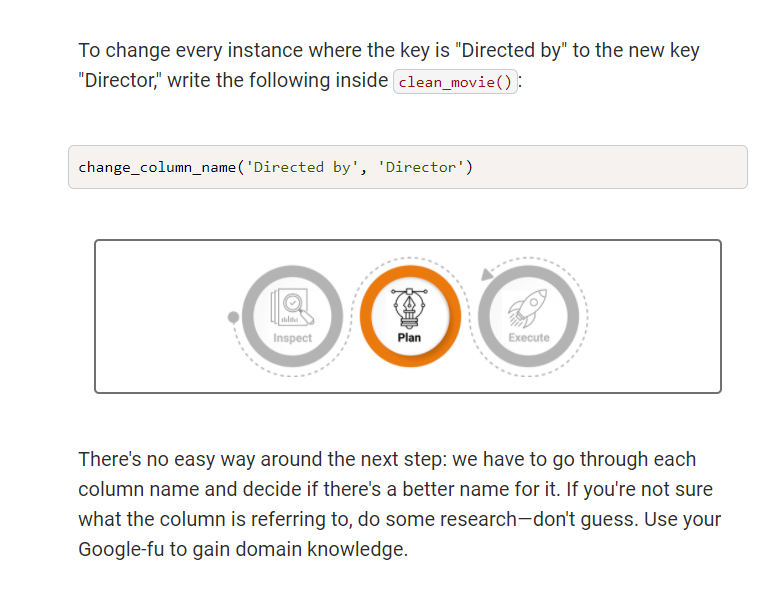 To change every instance where the key is "Directed by" to the new key
"Director," write the following inside clean_movie():
change_column_name('Directed by', 'Director')
Inspect
Plan
Execute
There's no easy way around the next step: we have to go through each
column name and decide if there's a better name for it. If you're not sure
what the column is referring to, do some research—don't guess. Use your
Google-fu to gain domain knowledge.